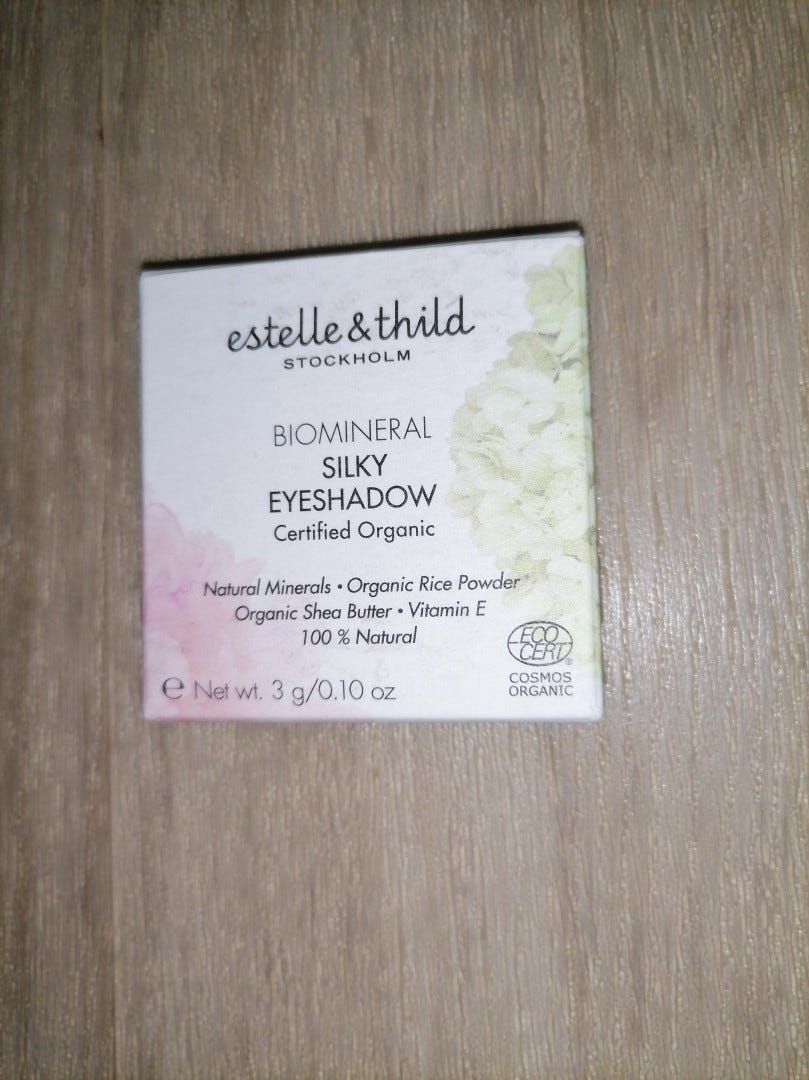 estelle & thild
STOCKHOLM
BIOMINERAL
SILKY
EYESHADOW
Certified Organic
Natural Minerals • Organic Rice Powder
Organic Shea Butter • Vitamin E
100 % Natural
ECO
CERT®
COSMOS
ORGANIC
℮ Net wt. 3 g/0.10 oz